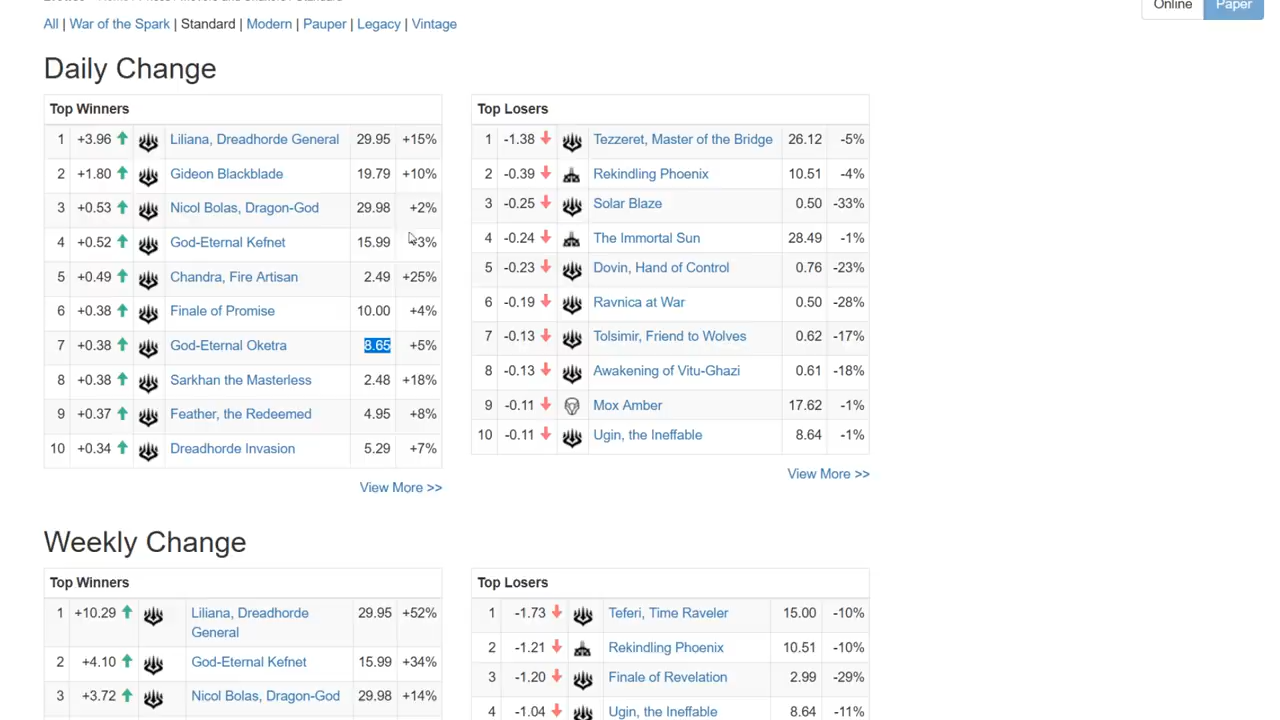 All | War of the Spark | Standard | Modern | Pauper | Legacy | Vintage
Online Paper
Daily Change
Top Winners
1 +3.96 Liliana, Dreadhorde General 29.95 +15%
2 +1.80 Gideon Blackblade 19.79 +10%
3 +0.53 Nicol Bolas, Dragon-God 29.98 +2%
4 +0.52 God-Eternal Kefnet 15.99 +3%
5 +0.49 Chandra, Fire Artisan 2.49 +25%
6 +0.38 Finale of Promise 10.00 +4%
7 +0.38 God-Eternal Oketra 8.65 +5%
8 +0.38 Sarkhan the Masterless 2.48 +18%
9 +0.37 Feather, the Redeemed 4.95 +8%
10 +0.34 Dreadhorde Invasion 5.29 +7%
View More >>
Top Losers
1 -1.38 Tezzeret, Master of the Bridge 26.12 -5%
2 -0.39 Rekindling Phoenix 10.51 -4%
3 -0.25 Solar Blaze 0.50 -33%
4 -0.24 The Immortal Sun 28.49 -1%
5 -0.23 Dovin, Hand of Control 0.76 -23%
6 -0.19 Ravnica at War 0.50 -28%
7 -0.13 Tolsimir, Friend to Wolves 0.62 -17%
8 -0.13 Awakening of Vitu-Ghazi 0.61 -18%
9 -0.11 Mox Amber 17.62 -1%
10 -0.11 Ugin, the Ineffable 8.64 -1%
View More >>
Weekly Change
Top Winners
1 +10.29 Liliana, Dreadhorde 29.95 +52%
General
2 +4.10 God-Eternal Kefnet 15.99 +34%
3 +3.72 Nicol Bolas, Dragon-God 29.98 +14%
Top Losers
1 -1.73 Teferi, Time Raveler 15.00 -10%
2 -1.21 Rekindling Phoenix 10.51 -10%
3 -1.20 Finale of Revelation 2.99 -29%
4 -1.04 Ugin, the Ineffable 8.64 -11%